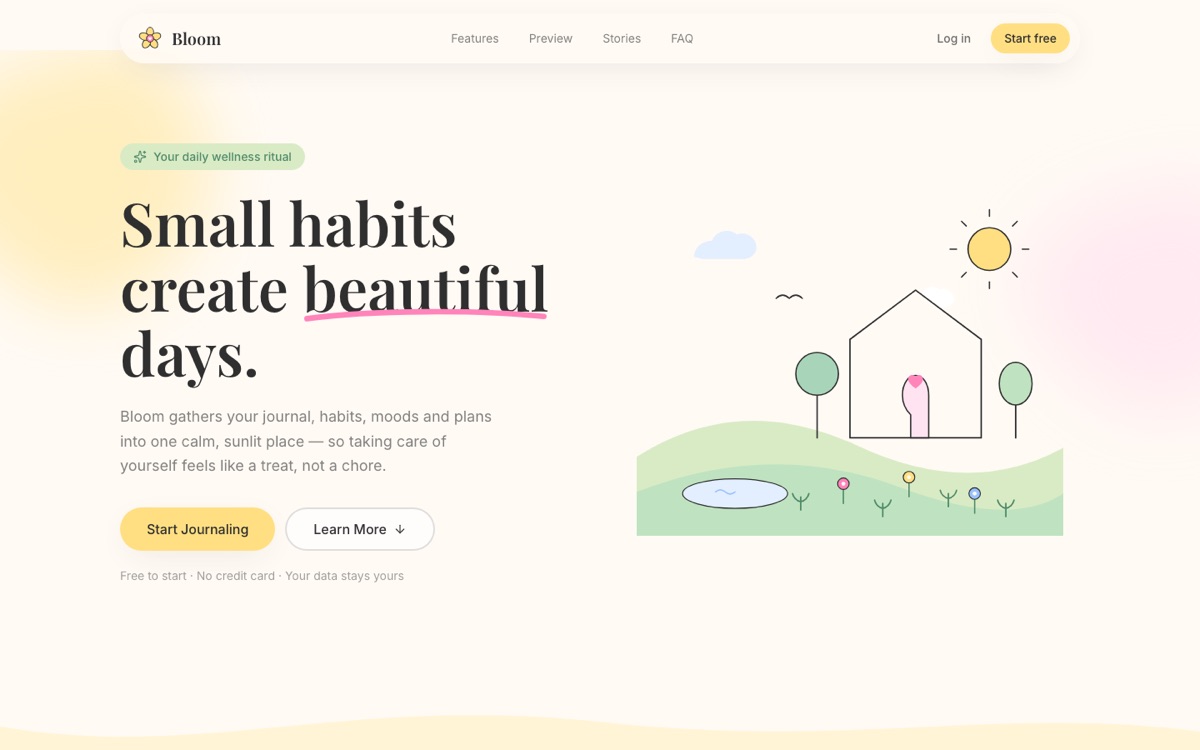 Bloom
Features
Preview
Stories
FAQ
Log in
Start free
Your daily wellness ritual
Small habits
create beautiful
days.
Bloom gathers your journal, habits, moods and plans
into one calm, sunlit place — so taking care of
yourself feels like a treat, not a chore.
Start Journaling
Learn More ↓
Free to start · No credit card · Your data stays yours